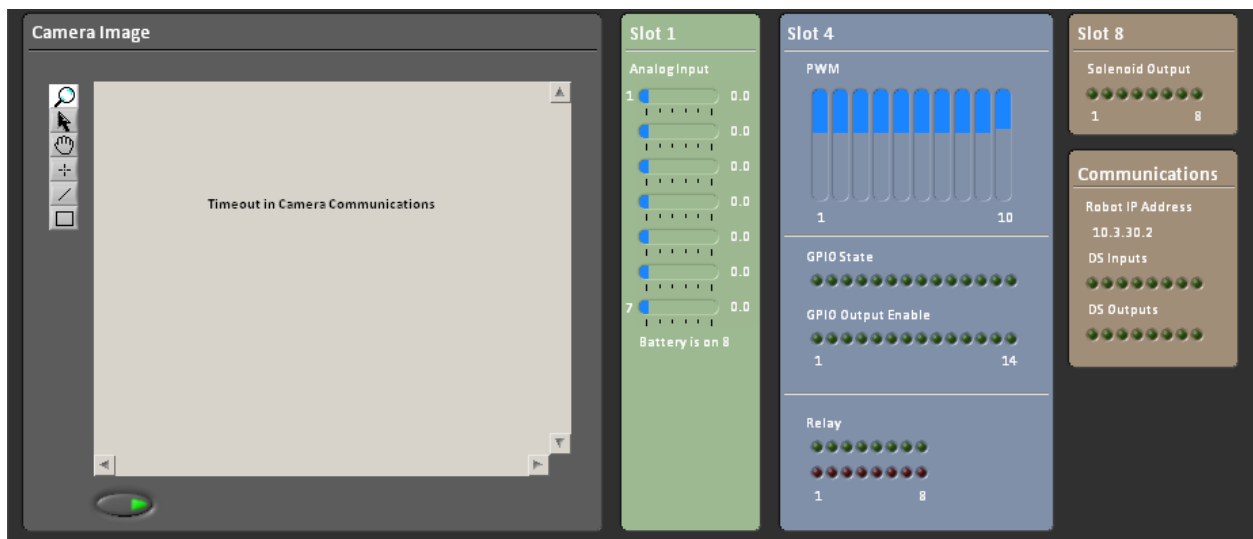 Camera Image
Timeout in Camera Communications
Slot 1
Analog Input
1 0.0
0.0
0.0
0.0
0.0
0.0
7 0.0
Battery is on 8
Slot 4
PWM
1 10
GPIO State
GPIO Output Enable
1 14
Relay
1 8
Slot 8
Solenoid Output
1 8
Communications
Robot IP Address
10.3.30.2
DS Inputs
DS Outputs